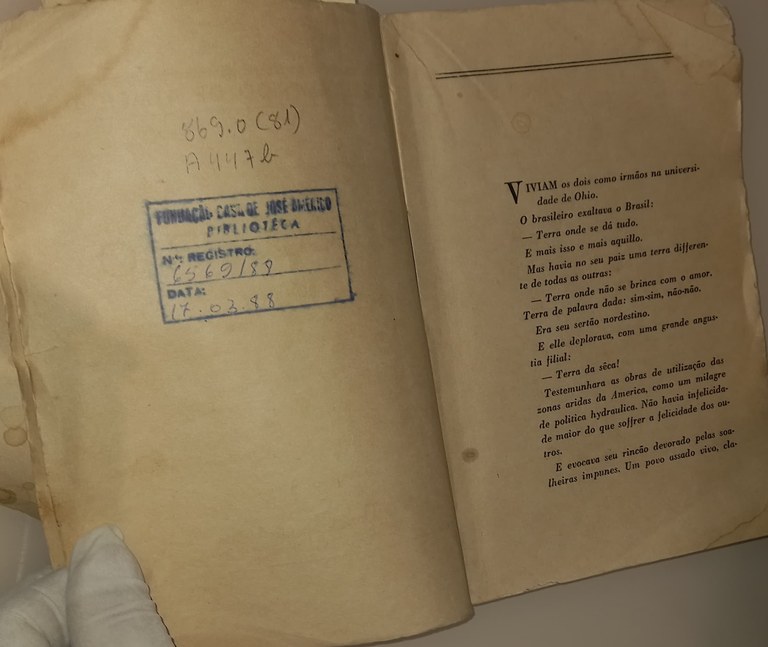 869.0(81)
A447b
FUNDAÇÃO CASA DE JOSÉ AMÉRICO
BIBLIOTECA
Nº: REGISTRO:
6569/88
DATA:
17.03.88
VIVIAM os dois como irmãos na universi-
dade de Ohio.
O brasileiro exaltava o Brasil:
— Terra onde se dá tudo.
E mais isso e mais aquillo.
Mas havia no seu paiz uma terra differen-
te de todas as outras:
— Terra onde não se brinca com o amor.
Terra de palavra dada: sim-sim, não-não.
Era seu sertão nordestino.
E elle deplorava, com uma grande angus-
tia filial:
— Terra da sêca!
Testemunhara as obras de utilização das
zonas aridas da America, como um milagre
de politica hydraulica. Não havia infelicida-
de maior do que soffrer a felicidade dos ou-
tros.
E evocava seu rincão devorado pelas soa-
lheiras impunes. Um povo assado vivo, cla-